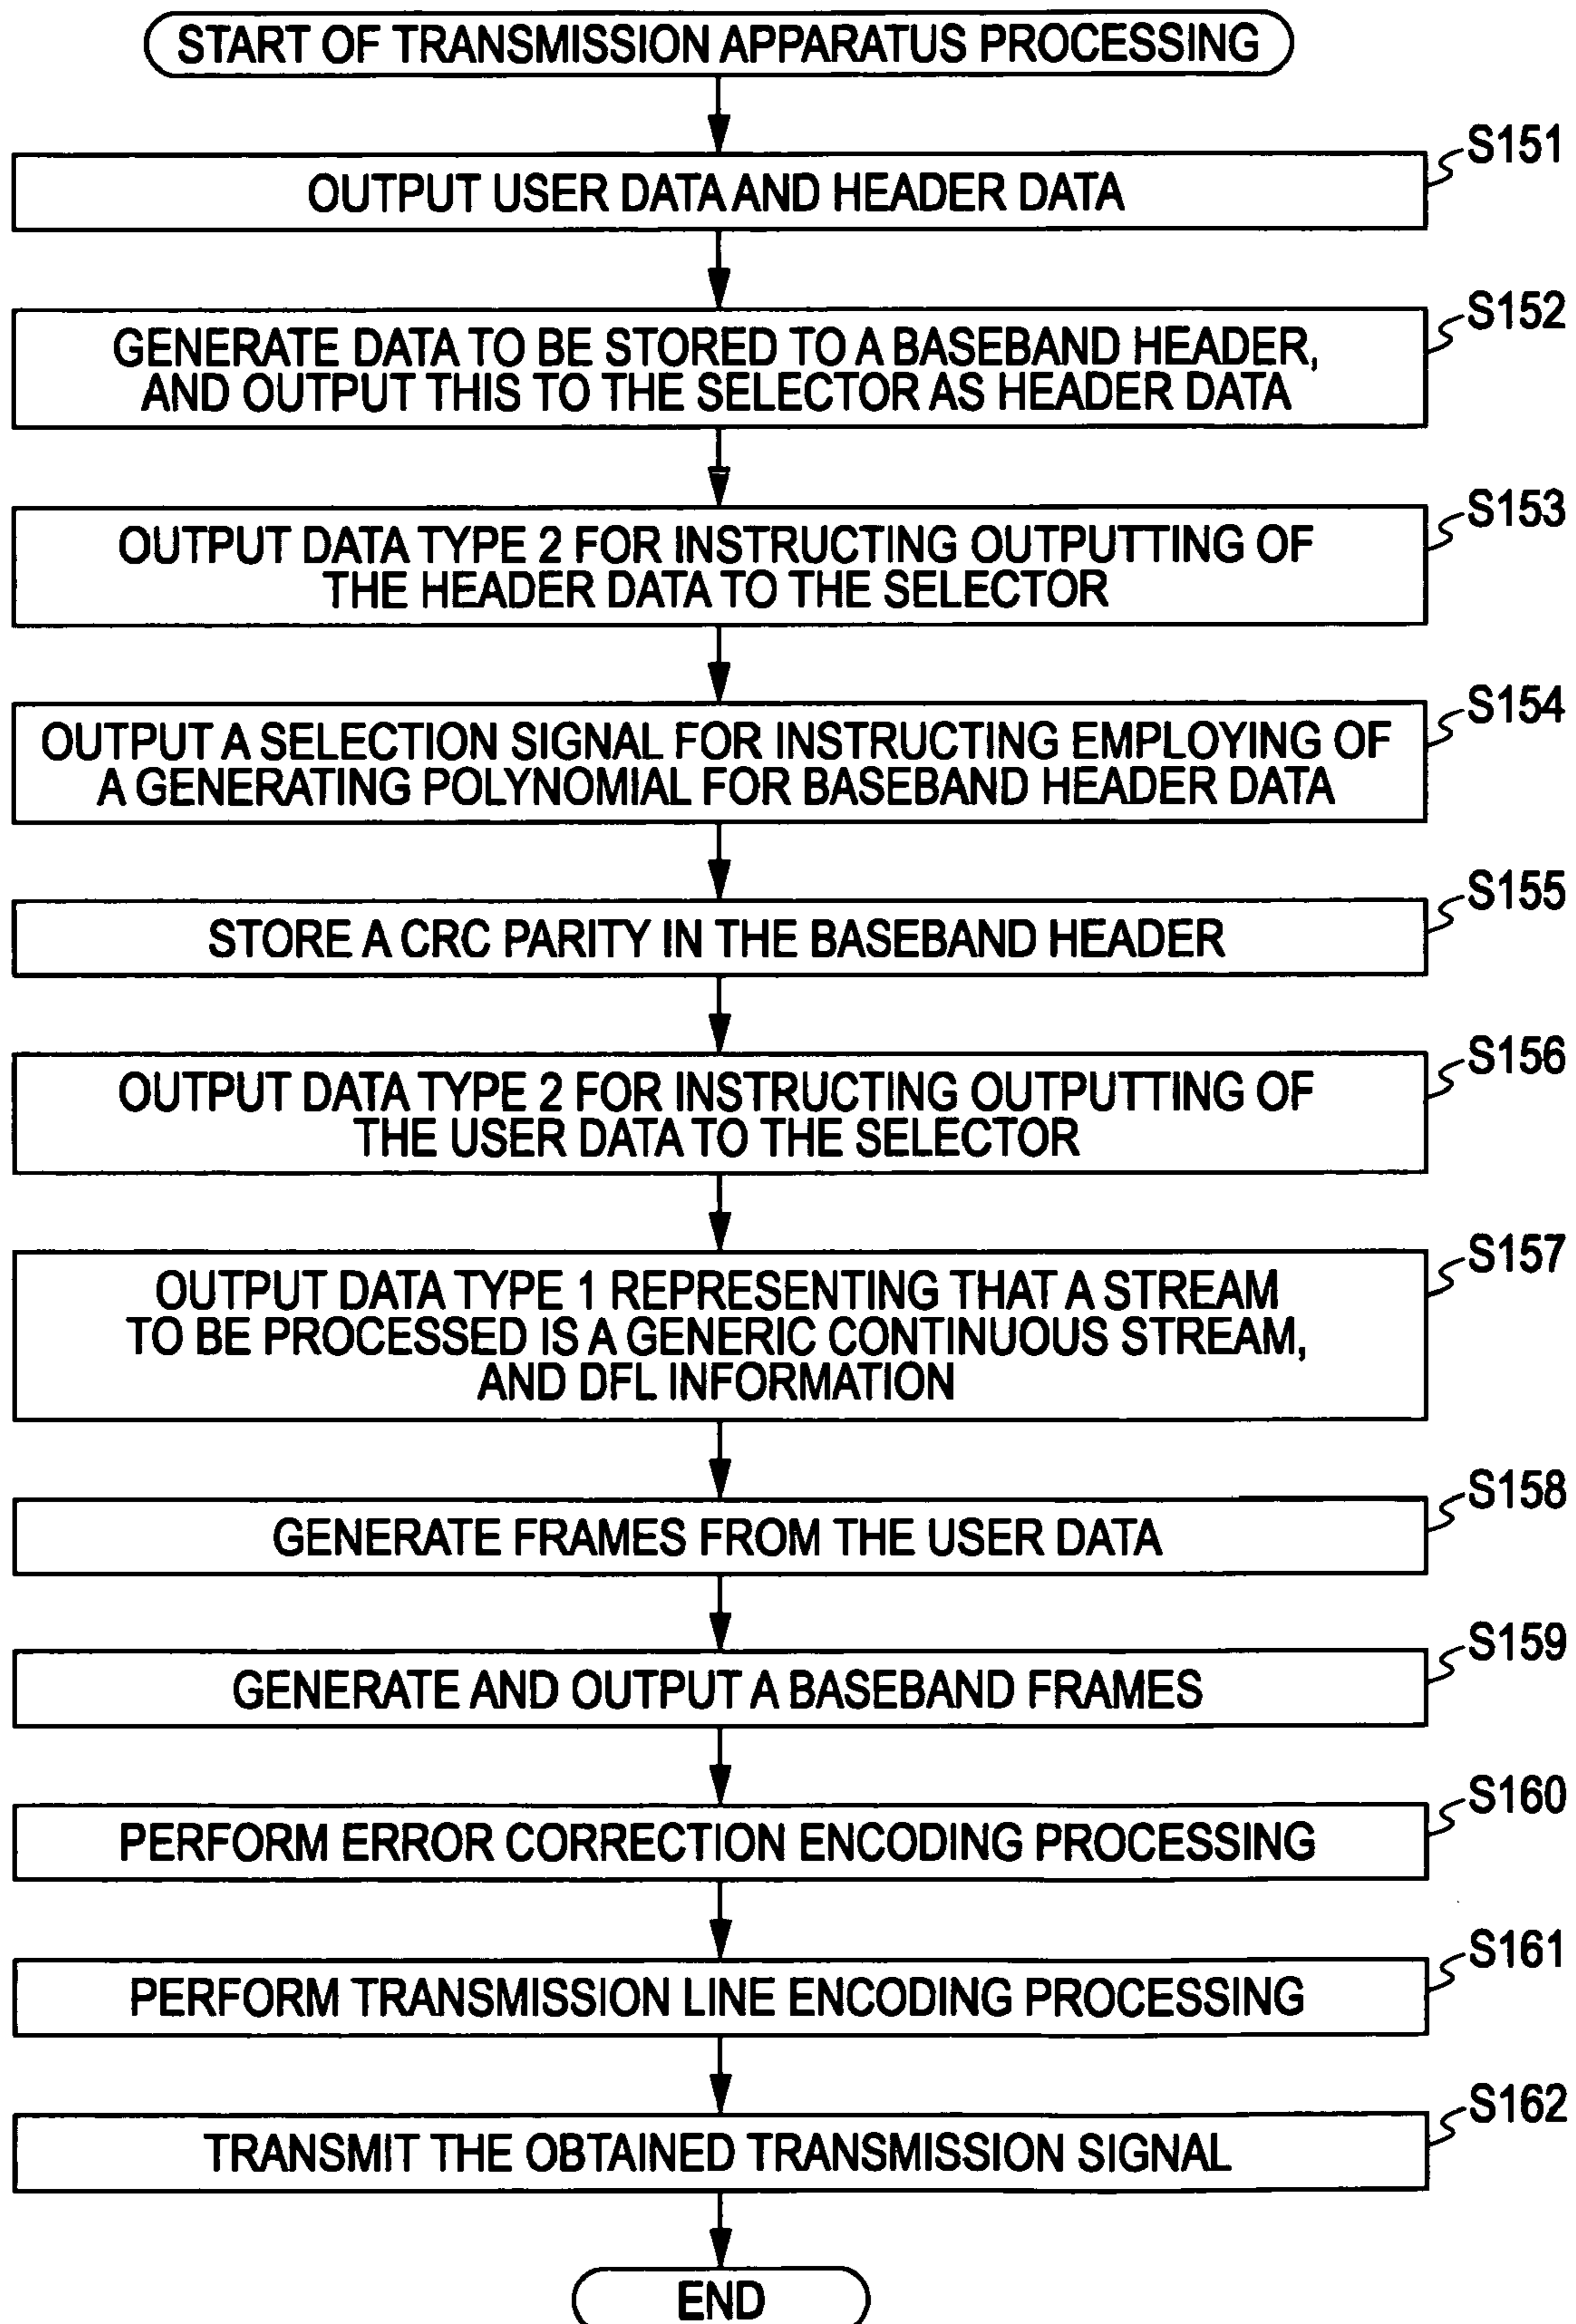 START OF TRANSMISSION APPARATUS PROCESSING
S151
OUTPUT USER DATA AND HEADER DATA
S152
GENERATE DATA TO BE STORED TO A BASEBAND HEADER,
AND OUTPUT THIS TO THE SELECTOR AS HEADER DATA
S153
OUTPUT DATA TYPE 2 FOR INSTRUCTING OUTPUTTING OF
THE HEADER DATA TO THE SELECTOR
S154
OUTPUT A SELECTION SIGNAL FOR INSTRUCTING EMPLOYING OF
A GENERATING POLYNOMIAL FOR BASEBAND HEADER DATA
S155
STORE A CRC PARITY IN THE BASEBAND HEADER
S156
OUTPUT DATA TYPE 2 FOR INSTRUCTING OUTPUTTING OF
THE USER DATA TO THE SELECTOR
S157
OUTPUT DATA TYPE 1 REPRESENTING THAT A STREAM
TO BE PROCESSED IS A GENERIC CONTINUOUS STREAM,
AND DFL INFORMATION
S158
GENERATE FRAMES FROM THE USER DATA
S159
GENERATE AND OUTPUT A BASEBAND FRAMES
S160
PERFORM ERROR CORRECTION ENCODING PROCESSING
S161
PERFORM TRANSMISSION LINE ENCODING PROCESSING
S162
TRANSMIT THE OBTAINED TRANSMISSION SIGNAL
END